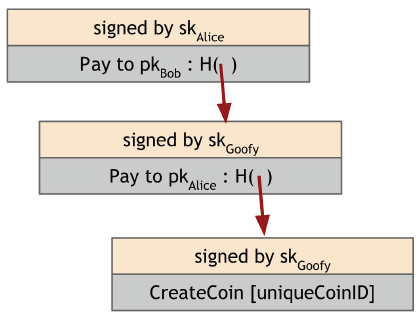 signed by skAlice
Pay to pkBob : H( )
signed by skGoofy
Pay to pkAlice : H( )
signed by skGoofy
CreateCoin [uniqueCoinID]